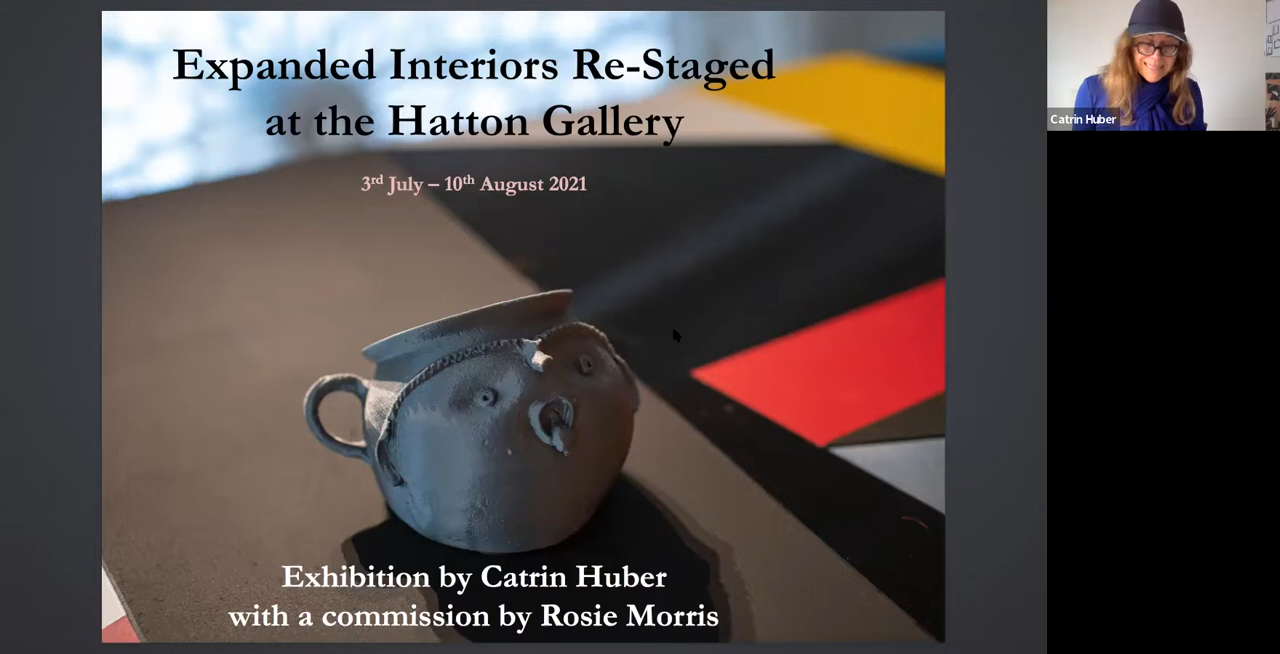 Expanded Interiors Re-Staged
at the Hatton Gallery
3rd July – 10th August 2021
Exhibition by Catrin Huber
with a commission by Rosie Morris
Catrin Huber